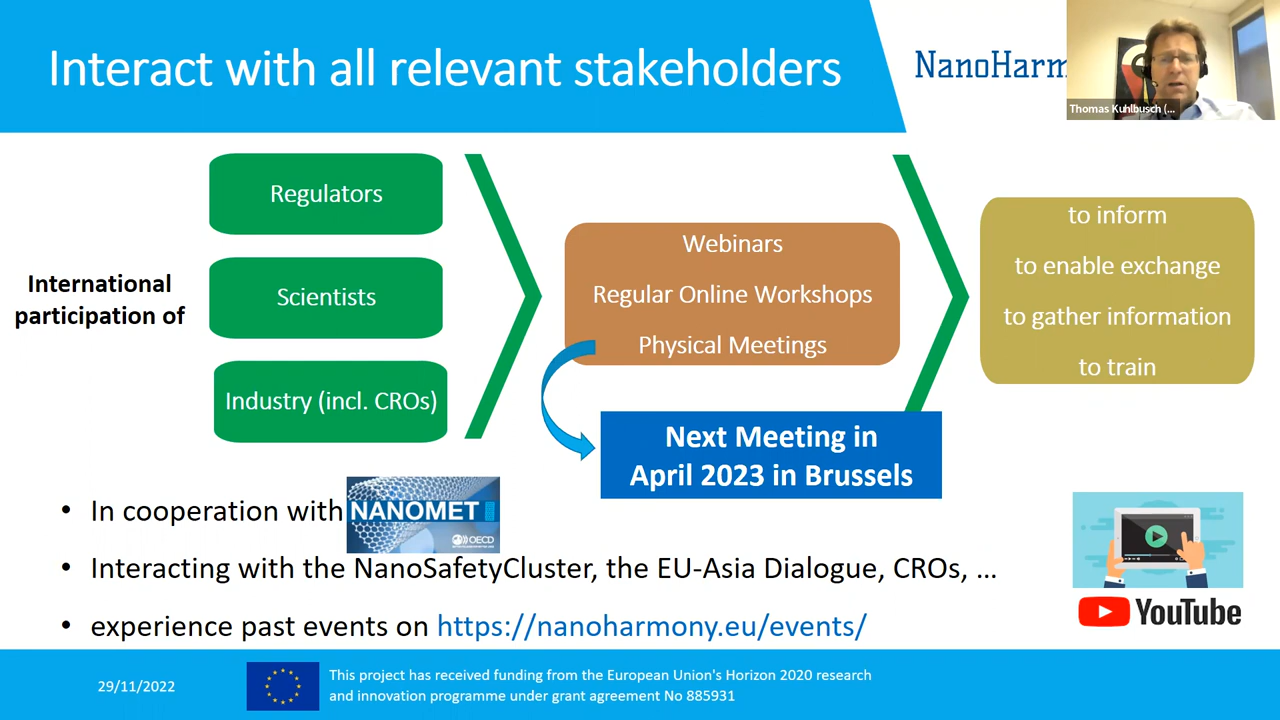 Interact with all relevant stakeholders
NanoHarm
Thomas Kuhlbusch (...
International
participation of
Regulators
Scientists
Industry (incl. CROs)
Webinars
Regular Online Workshops
Physical Meetings
to inform
to enable exchange
to gather information
to train
Next Meeting in
April 2023 in Brussels
• In cooperation with NANOMET
OECD
• Interacting with the NanoSafetyCluster, the EU-Asia Dialogue, CROs, ...
• experience past events on https://nanoharmony.eu/events/
YouTube
29/11/2022
This project has received funding from the European Union's Horizon 2020 research
and innovation programme under grant agreement No 885931